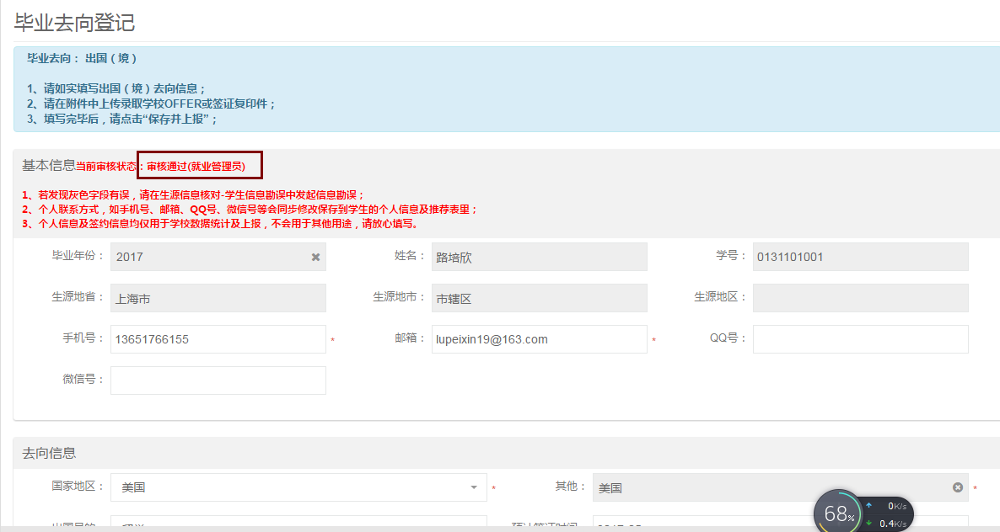 毕业去向登记
毕业去向： 出国（境）
1、请如实填写出国（境）去向信息；
2、请在附件中上传录取学校OFFER或签证复印件；
3、填写完毕后，请点击“保存并上报”；
基本信息当前审核状态：审核通过(就业管理员)
1、若发现灰色字段有误，请在生源信息核对-学生信息勘误中发起信息勘误；
2、个人联系方式，如手机号、邮箱、QQ号、微信号等会同步修改保存到学生的个人信息及推荐表里；
3、个人信息及签约信息均仅用于学校数据统计及上报，不会用于其他用途，请放心填写。
毕业年份： 2017 姓名： 路培欣 学号： 0131101001
生源地省： 上海市 生源地市： 市辖区 生源地区：
手机号： 13651766155 * 邮箱： lupeixin19@163.com * QQ号：
微信号：
去向信息
国家地区： 美国 * 其他： 美国 *
68% 0K/s
0.4K/s